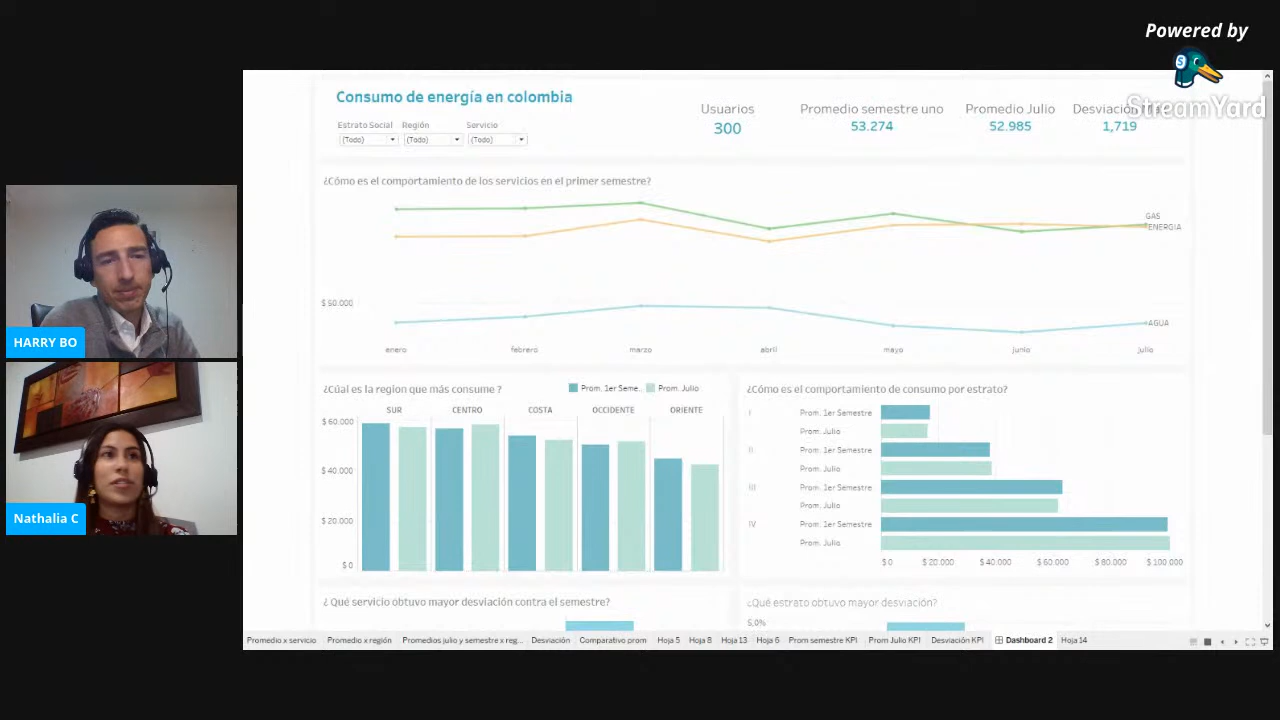 Powered by
StreamYard
Consumo de energía en colombia
Estrato Social Región Servicio
(Todo) (Todo) (Todo)
Usuarios Promedio semestre uno Promedio Julio
300 53.274 52.985 1,719
¿Cómo es el comportamiento de los servicios en el primer semestre?
GAS
ENERGIA
$ 50.000
AGUA
enero febrero marzo abril mayo junio julio
¿Cúal es la region que más consume ?
Prom. 1er Seme.. Prom. Julio
SUR CENTRO COSTA OCCIDENTE ORIENTE
$ 60.000
$ 40.000
$ 20.000
$ 0
¿Cómo es el comportamiento de consumo por estrato?
I Prom. 1er Semestre
Prom. Julio
II Prom. 1er Semestre
Prom. Julio
III Prom. 1er Semestre
Prom. Julio
IV Prom. 1er Semestre
Prom. Julio
$ 0 $ 20.000 $ 40.000 $ 60.000 $ 80.000 $ 100.000
¿ Qué servicio obtuvo mayor desviación contra el semestre?
¿Qué estrato obtuvo mayor desviación?
5,0%
Promedio x servicio Promedio x región Promedios julio y semestre x reg... Desviación Comparativo prom Hoja 5 Hoja 8 Hoja 13 Hoja 6 Prom semestre KPI Prom Julio KPI Desviación KPI Dashboard 2 Hoja 14
HARRY BO
Nathalia C